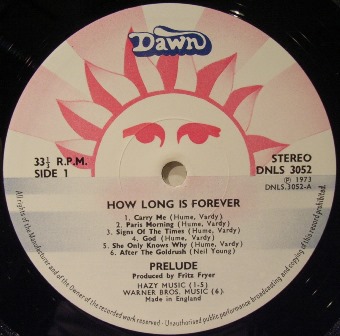 Dawn
33⅓ R.P.M.
SIDE 1
STEREO
DNLS 3052
Ⓟ 1973
DNLS.3052-A
HOW LONG IS FOREVER
1. Carry Me (Hume, Vardy)
2. Paris Morning (Hume, Vardy)
3. Signs Of The Times (Hume, Vardy)
4. God (Hume, Vardy)
5. She Only Knows Why (Hume, Vardy)
6. After The Goldrush (Neil Young)
PRELUDE
Produced by Fritz Fryer
HAZY MUSIC (1-5)
WARNER BROS. MUSIC (6.)
Made in England
All rights of the Manufacturer and of the Owner of the recorded work reserved - Unauthorised public performance broadcasting and copying of this record prohibited.